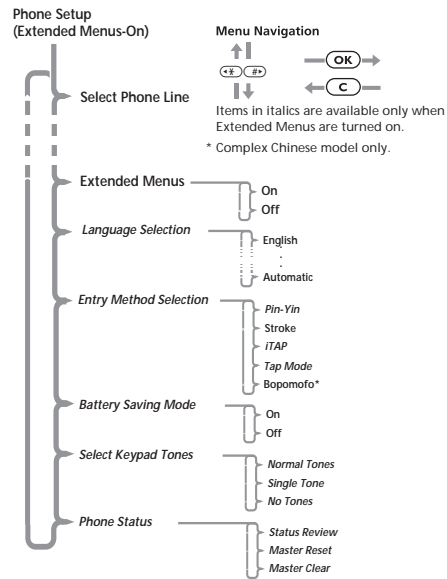 Phone Setup
(Extended Menus-On)
Menu Navigation
OK
C
Items in italics are available only when
Extended Menus are turned on.
* Complex Chinese model only.
Select Phone Line
Extended Menus
On
Off
Language Selection
English
Automatic
Entry Method Selection
Pin-Yin
Stroke
iTAP
Tap Mode
Bopomofo*
Battery Saving Mode
On
Off
Select Keypad Tones
Normal Tones
Single Tone
No Tones
Phone Status
Status Review
Master Reset
Master Clear